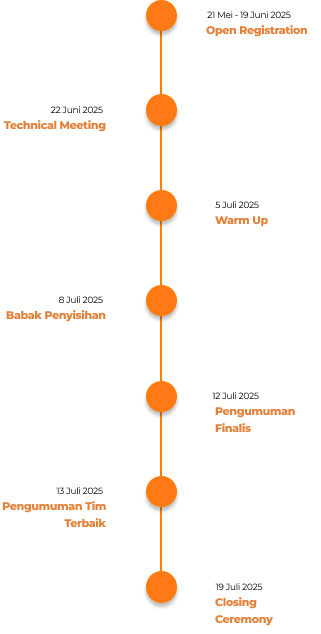 21 Mei - 19 Juni 2025
Open Registration
22 Juni 2025
Technical Meeting
5 Juli 2025
Warm Up
8 Juli 2025
Babak Penyisihan
12 Juli 2025
Pengumuman
Finalis
13 Juli 2025
Pengumuman Tim
Terbaik
19 Juli 2025
Closing
Ceremony